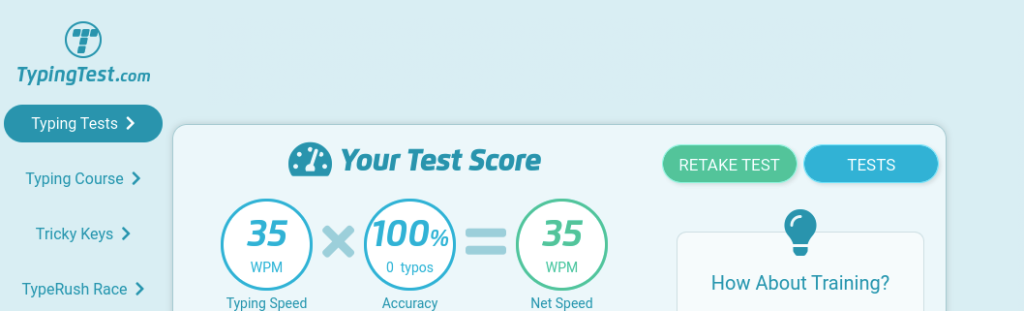 TypingTest.com
Typing Tests
Typing Course
Tricky Keys
TypeRush Race
Your Test Score
RETAKE TEST
TESTS
35
WPM
Typing Speed
100%
0 typos
Accuracy
35
WPM
Net Speed
How About Training?